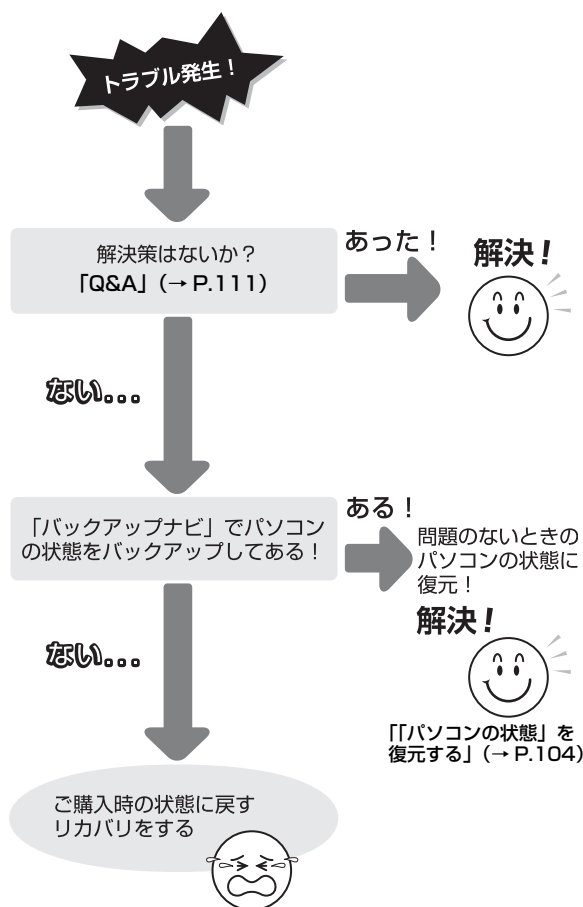 トラブル発生！
解決策はないか？
「Q&A」（→ P.111）
あった！
解決！
ない...
「バックアップナビ」でパソコン
の状態をバックアップしてある！
ある！
問題のないときの
パソコンの状態に
復元！
解決！
「「パソコンの状態」を
復元する」（→ P.104）
ない...
ご購入時の状態に戻す
リカバリをする